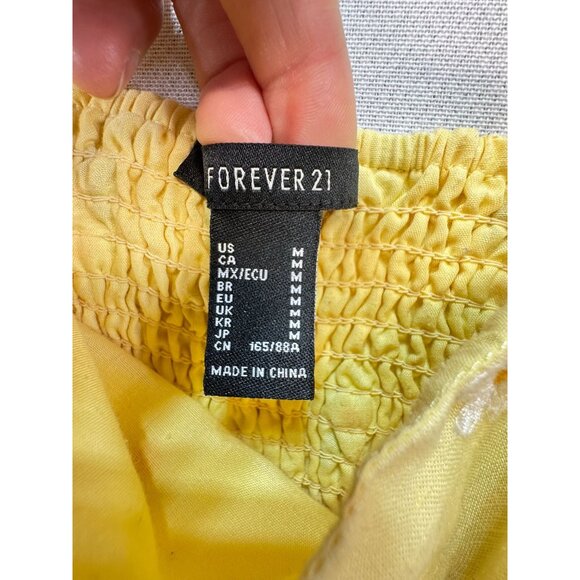 FOREVER 21
US M
CA M
MX/ECU M
BR M
EU M
UK M
KR M
JP M
CN 165/88A
MADE IN CHINA